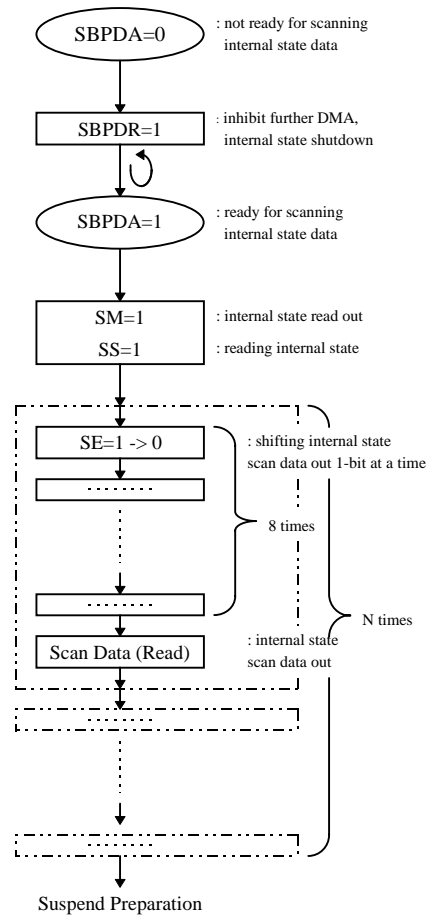 SBPDA=0
: not ready for scanning
internal state data
SBPDR=1
: inhibit further DMA,
internal state shutdown
SBPDA=1
: ready for scanning
internal state data
SM=1
: internal state read out
SS=1
: reading internal state
SE=1 -> 0
: shifting internal state
scan data out 1-bit at a time
8 times
N times
Scan Data (Read)
: internal state
scan data out
Suspend Preparation